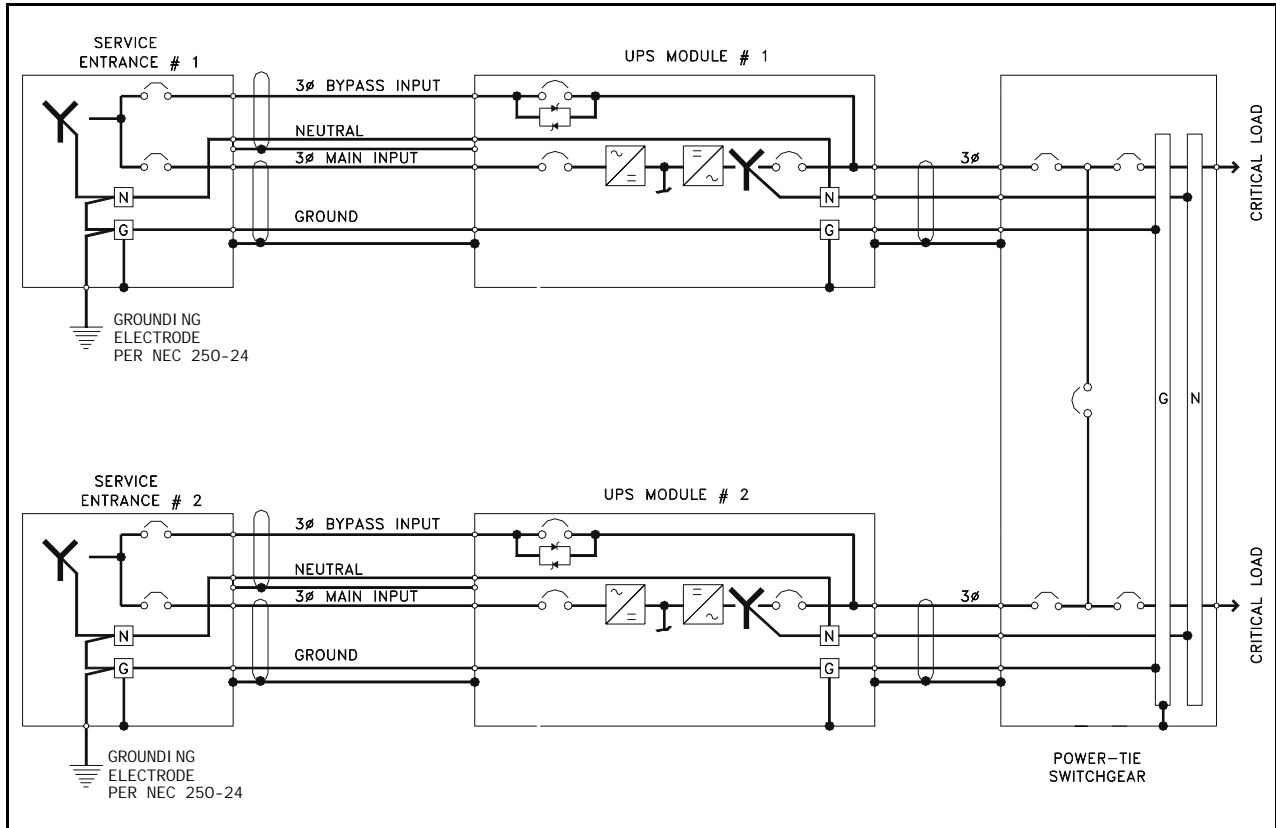 SERVICE
ENTRANCE # 1
UPS MODULE # 1
3ø BYPASS INPUT
NEUTRAL
3ø MAIN INPUT
3ø
N
N
GROUND
G
G
CRITICAL LOAD
GROUNDING
ELECTRODE
PER NEC 250-24
G
N
SERVICE
ENTRANCE # 2
UPS MODULE # 2
3ø BYPASS INPUT
NEUTRAL
3ø MAIN INPUT
3ø
N
N
GROUND
G
G
CRITICAL LOAD
GROUNDING
ELECTRODE
PER NEC 250-24
POWER-TIE
SWITCHGEAR